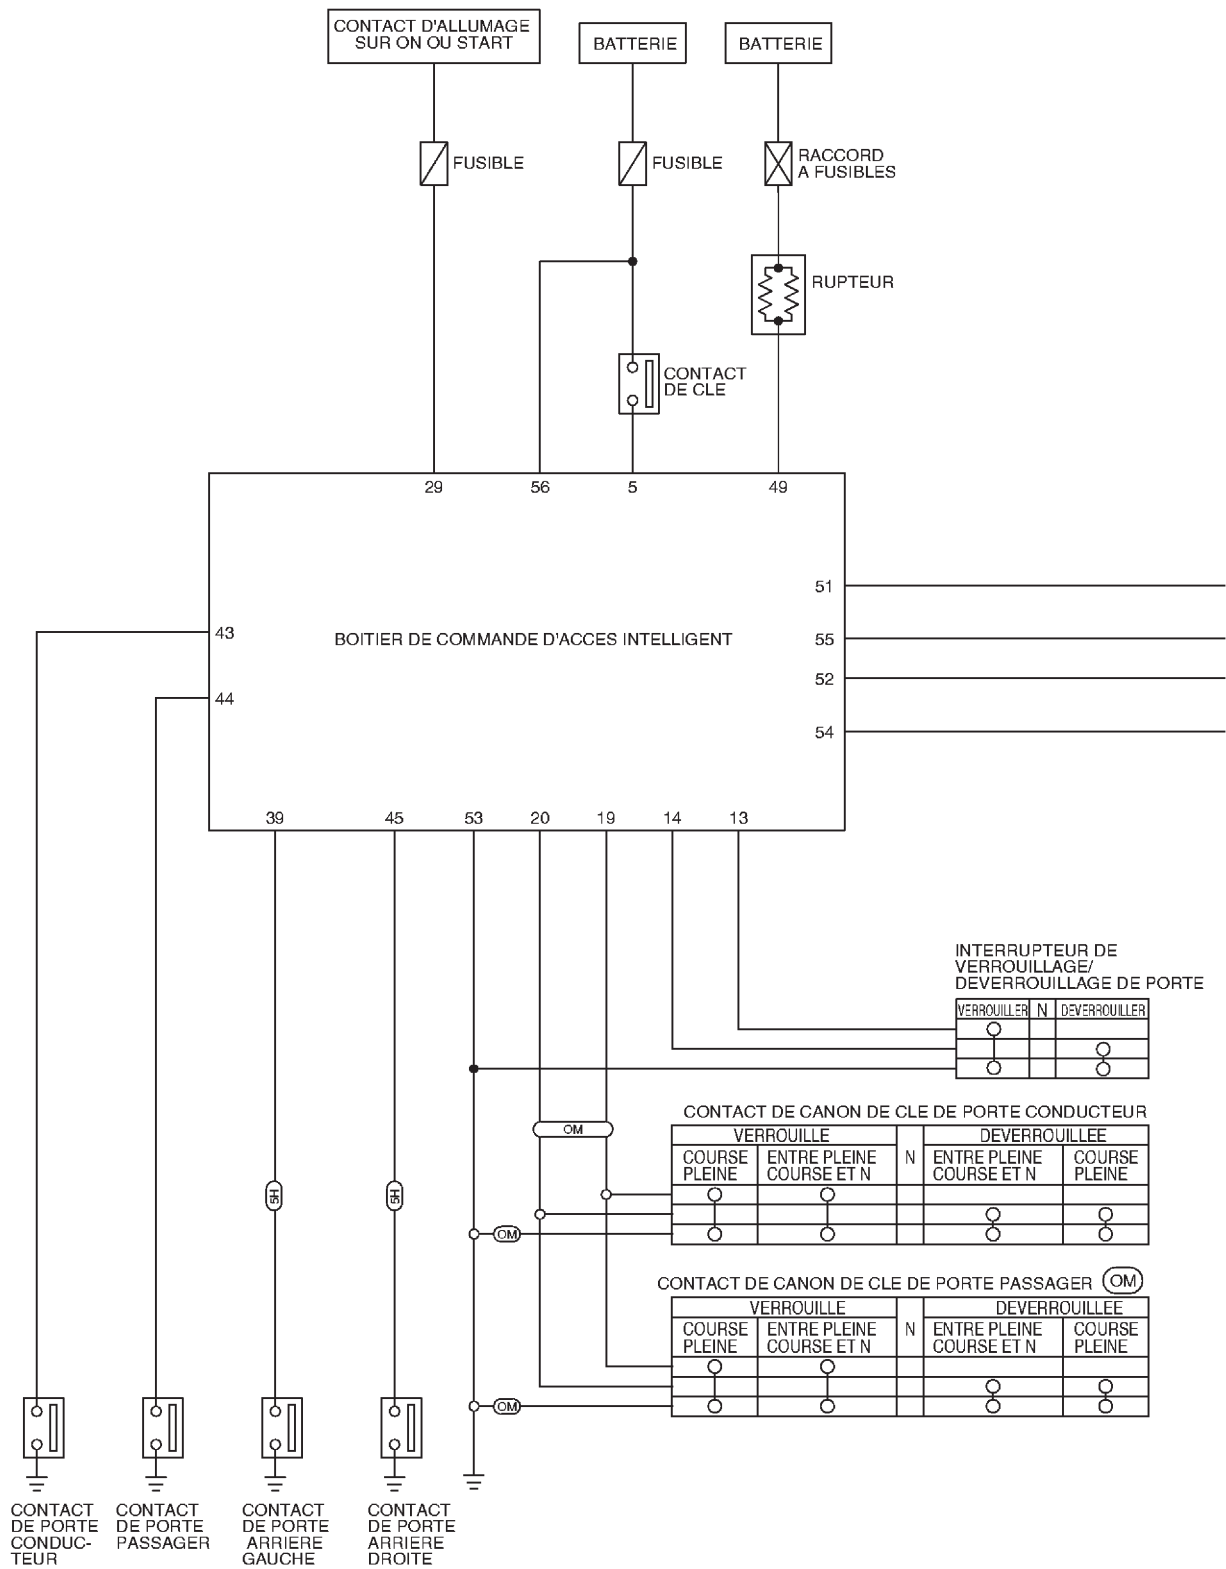 CONTACT D'ALLUMAGE
SUR ON OU START
BATTERIE
BATTERIE
FUSIBLE
FUSIBLE
RACCORD
A FUSIBLES
RUPTEUR
CONTACT
DE CLE
29
56
5
49
51
43
BOITIER DE COMMANDE D'ACCES INTELLIGENT
55
52
44
54
39
45
53
20
19
14
13
INTERRUPTEUR DE
VERROUILLAGE/
DEVERROUILLAGE DE PORTE
VERROUILLER N DEVERROUILLER
CONTACT DE CANON DE CLE DE PORTE CONDUCTEUR
OM
VERROUILLE
DEVERROUILLEE
COURSE
PLEINE
ENTRE PLEINE
COURSE ET N
N
ENTRE PLEINE
COURSE ET N
COURSE
PLEINE
5H
5H
OM
CONTACT DE CANON DE CLE DE PORTE PASSAGER OM
VERROUILLE
DEVERROUILLEE
COURSE
PLEINE
ENTRE PLEINE
COURSE ET N
N
ENTRE PLEINE
COURSE ET N
COURSE
PLEINE
OM
CONTACT
DE PORTE
CONDUC-
TEUR
CONTACT
DE PORTE
PASSAGER
CONTACT
DE PORTE
ARRIERE
GAUCHE
CONTACT
DE PORTE
ARRIERE
DROITE